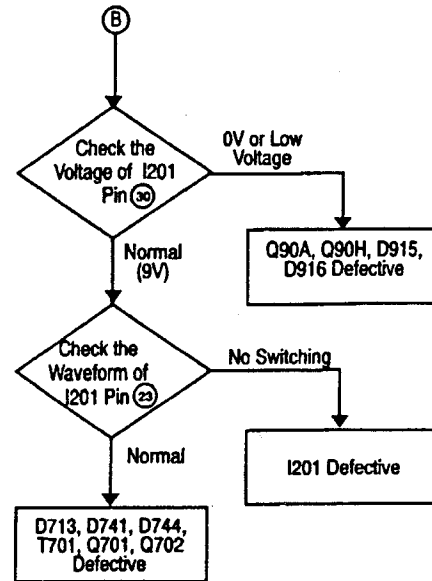 B
Check the
Voltage of I201
Pin 30
0V or Low
Voltage
Q90A, Q90H, D915,
D916 Defective
Normal
(9V)
Check the
Waveform of
I201 Pin 23
No Switching
I201 Defective
Normal
D713, D741, D744,
T701, Q701, Q702
Defective